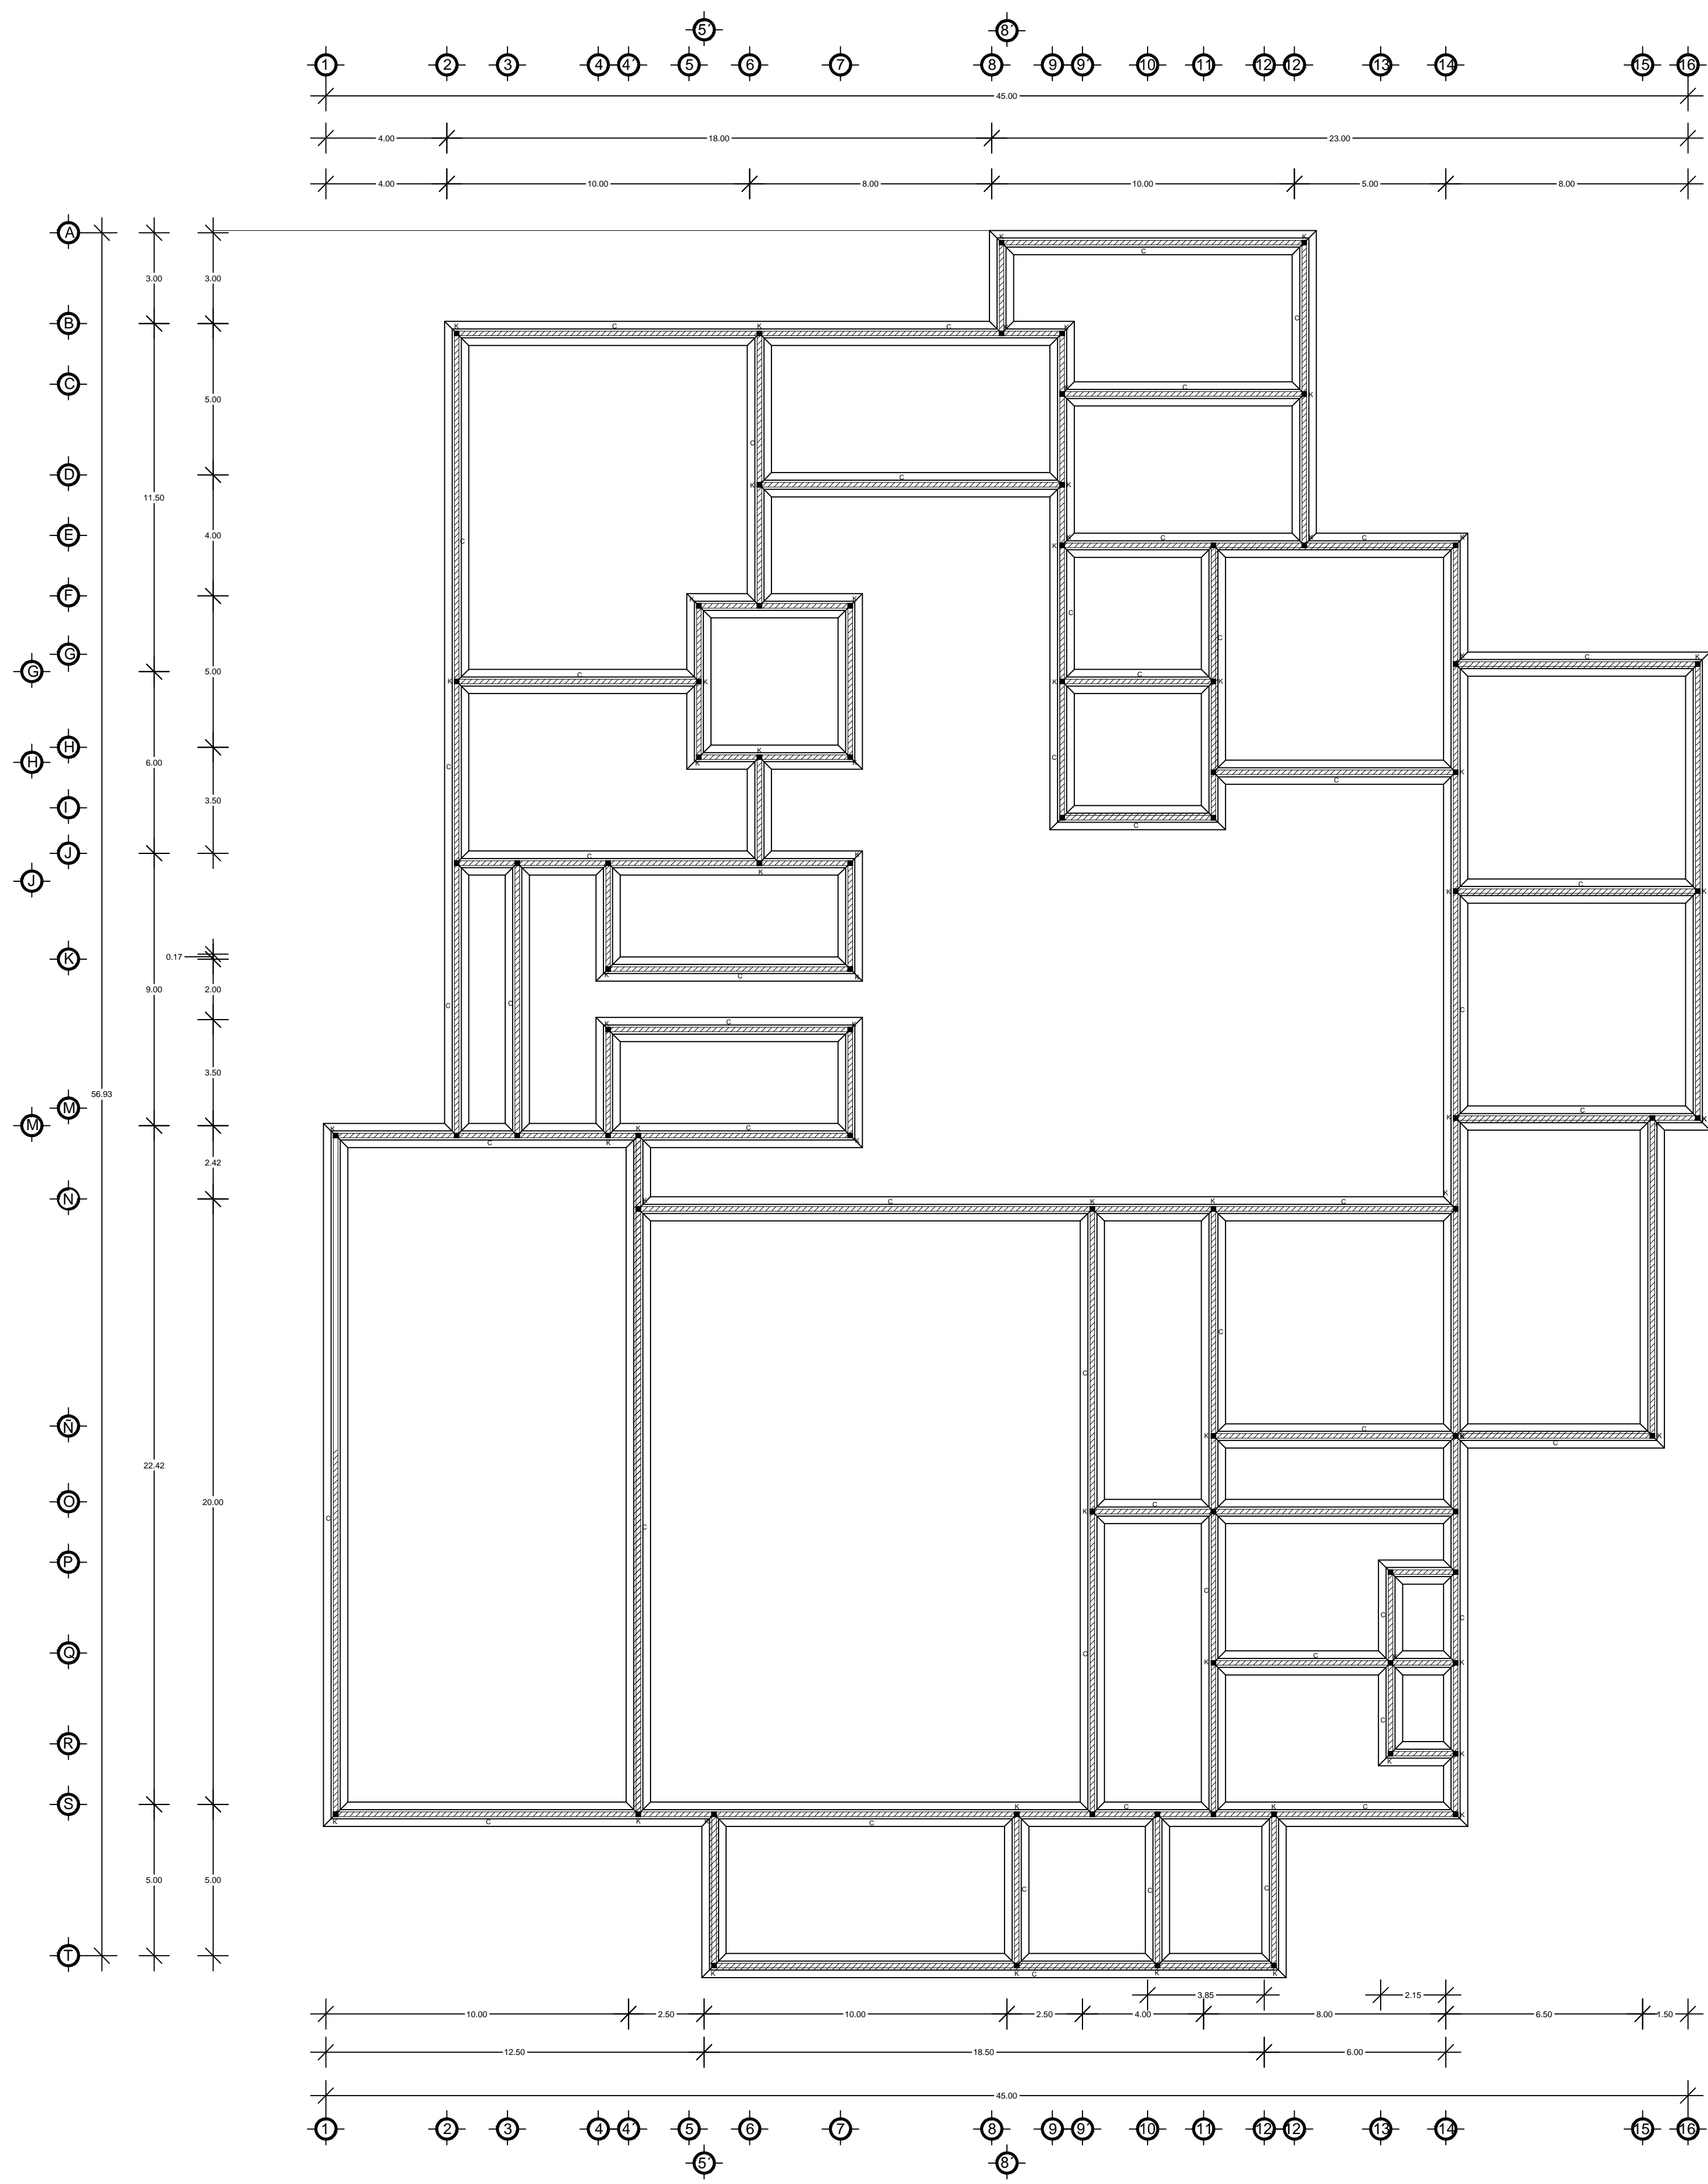 5´ 8´
1 2 3 4 4´ 5 6 7 8 9 9´ 10 11 12 12 13 14 15 16
45.00
4.00 18.00 23.00
4.00 10.00 8.00 10.00 5.00 8.00
A
3.00 3.00
B
C
5.00
D
11.50
E
4.00
F
G
G
5.00
H
H
6.00
I
3.50
J
J
K
0.17
9.00 2.00
3.50
56.93
M
M
2.42
N
Ñ
22.42
O
20.00
P
Q
R
S
5.00 5.00
T
K K
C
C
K C K C K K
K C K
C
K C K
C
K C C K
K K
C C
K C K
K C K
K C K K C K
K K K
C C K
K K C
C C
K K
K C K
K C K
C C C
K C K
K C K K
K C K C K
K C K K C K
C
C
K C K C K
C
C C
K C K
C C
C K
C C
K C K
C
K K
K K C K C K
K C K C
C C C
K K C K K
3.85 2.15
10.00 2.50 10.00 2.50 4.00 8.00 6.50 1.50
12.50 18.50 6.00
45.00
1 2 3 4 4´ 5 6 7 8 9 9´ 10 11 12 12 13 14 15 16
5´ 8´